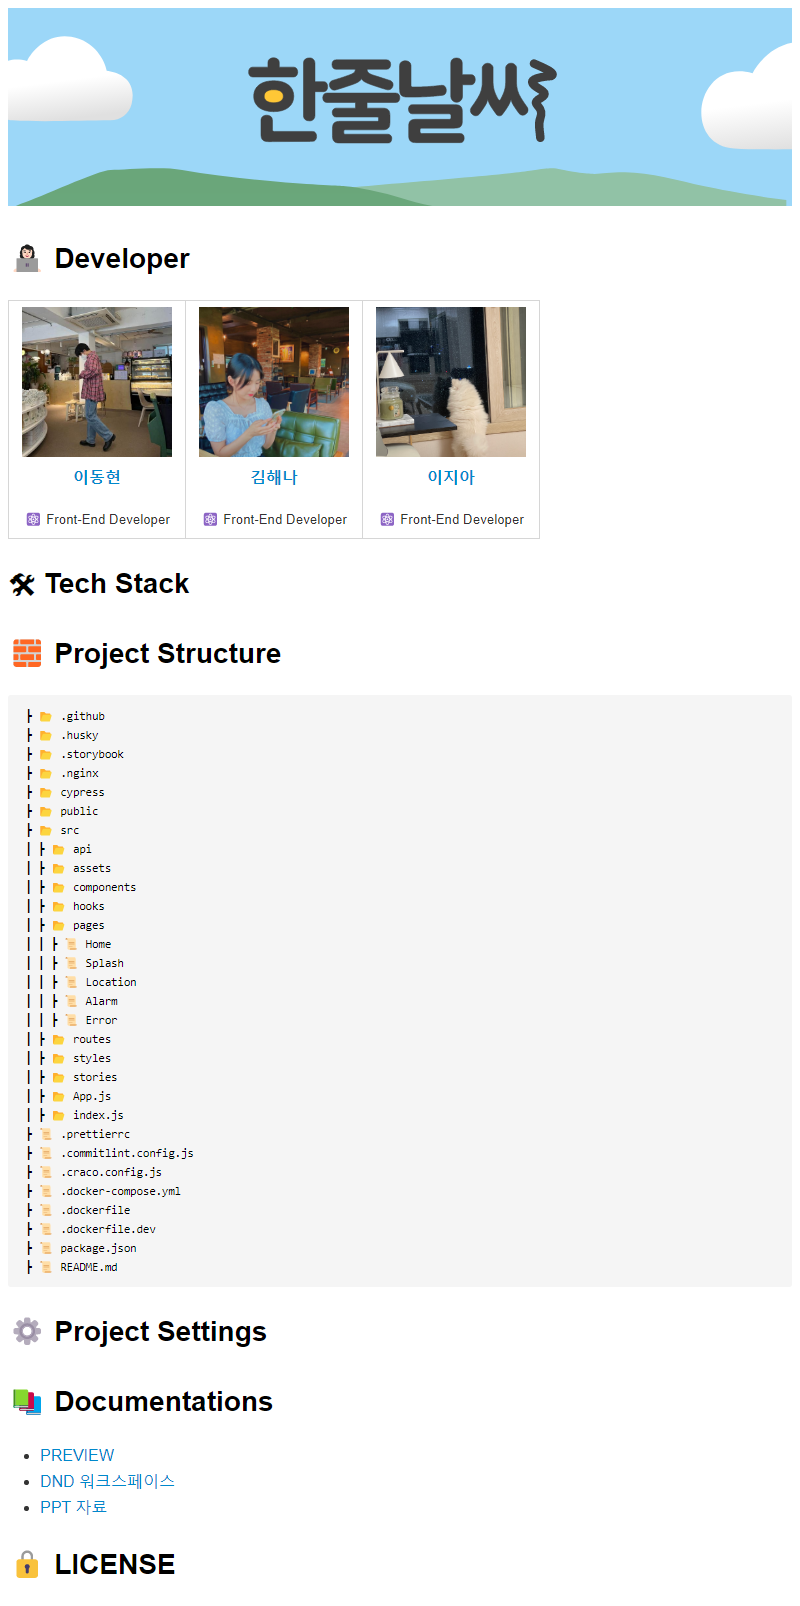 한줄날씨
Developer
이동현 김해나 이지아
Front-End Developer Front-End Developer Front-End Developer
Tech Stack
Project Structure
┣ 📂 .github
┣ 📂 .husky
┣ 📂 .storybook
┣ 📂 .nginx
┣ 📂 cypress
┣ 📂 public
┣ 📂 src
┃ ┣ 📂 api
┃ ┣ 📂 assets
┃ ┣ 📂 components
┃ ┣ 📂 hooks
┃ ┣ 📂 pages
┃ ┃ ┣ 📜 Home
┃ ┃ ┣ 📜 Splash
┃ ┃ ┣ 📜 Location
┃ ┃ ┣ 📜 Alarm
┃ ┃ ┣ 📜 Error
┃ ┣ 📂 routes
┃ ┣ 📂 styles
┃ ┣ 📂 stories
┃ ┣ 📂 App.js
┃ ┣ 📂 index.js
┣ 📜 .prettierrc
┣ 📜 .commitlint.config.js
┣ 📜 .craco.config.js
┣ 📜 .docker-compose.yml
┣ 📜 .dockerfile
┣ 📜 .dockerfile.dev
┣ 📜 package.json
┣ 📜 README.md
Project Settings
Documentations
• PREVIEW
• DND 워크스페이스
• PPT 자료
LICENSE